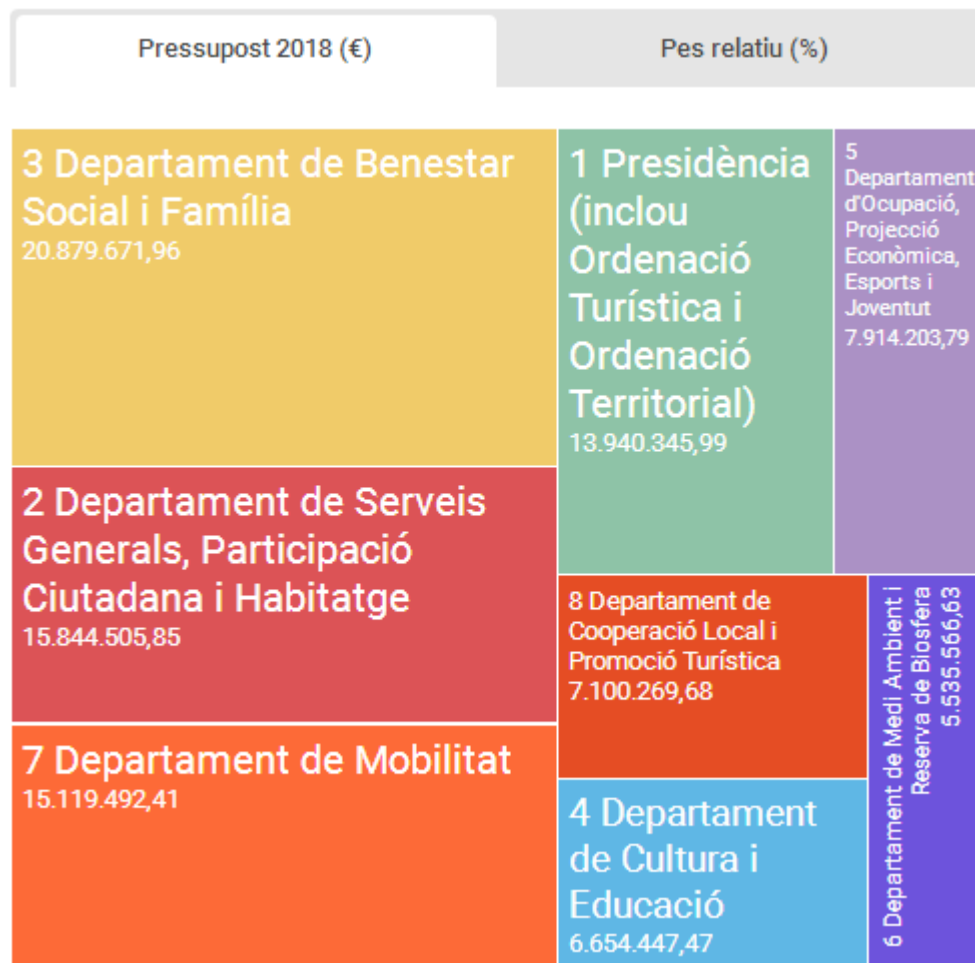 Pressupost 2018 (€)
Pes relatiu (%)
3 Departament de Benestar
Social i Família
20.879.671,96
2 Departament de Serveis
Generals, Participació
Ciutadana i Habitatge
15.844.505,85
7 Departament de Mobilitat
15.119.492,41
1 Presidència
(inclou
Ordenació
Turística i
Ordenació
Territorial)
13.940.345,99
5
Departament
d'Ocupació,
Projecció
Econòmica,
Esports i
Joventut
7.914.203,79
8 Departament de
Cooperació Local i
Promoció Turística
7.100.269,68
4 Departament
de Cultura i
Educació
6.654.447,47
6 Departament de Medi Ambient i
Reserva de Biosfera
5.535.566,63